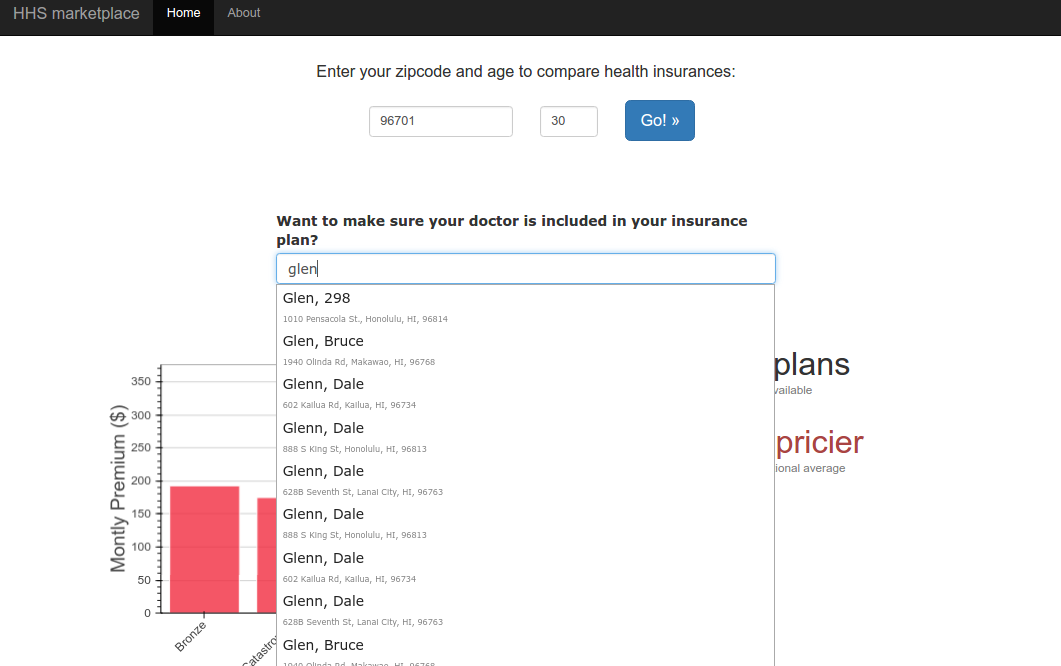 HHS marketplace Home About
Enter your zipcode and age to compare health insurances:
96701 30 Go! »
Want to make sure your doctor is included in your insurance
plan?
glen
Glen, 298
1010 Pensacola St., Honolulu, HI, 96814
Glen, Bruce
1940 Olinda Rd, Makawao, HI, 96768
Glenn, Dale
602 Kailua Rd, Kailua, HI, 96734
Glenn, Dale
888 S King St, Honolulu, HI, 96813
Glenn, Dale
628B Seventh St, Lanai City, HI, 96763
Glenn, Dale
888 S King St, Honolulu, HI, 96813
Glenn, Dale
602 Kailua Rd, Kailua, HI, 96734
Glenn, Dale
628B Seventh St, Lanai City, HI, 96763
Glen, Bruce
1940 Olinda Rd, Makawao, HI, 96768
Montly Premium ($)
350
300
250
200
150
100
50
0
Bronze
Catastro
plans
vailable
pricier
ional average